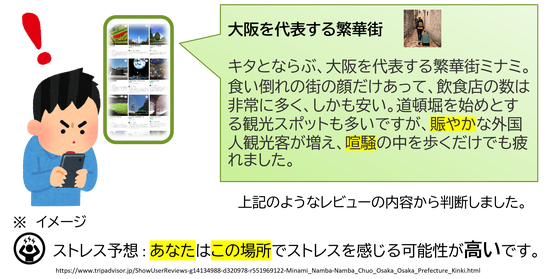 大阪を代表する繁華街
キタとならぶ、大阪を代表する繁華街ミナミ。
食い倒れの街の顔だけあって、飲食店の数は
非常に多く、しかも安い。道頓堀を始めとす
る観光スポットも多いですが、賑やかな外国
人観光客が増え、喧騒の中を歩くだけでも疲
れました。
上記のようなレビューの内容から判断しました。
※ イメージ
ストレス予想：あなたはこの場所でストレスを感じる可能性が高いです。
https://www.tripadvisor.jp/ShowUserReviews-g14134988-d320978-r551969122-Minami_Namba-Namba_Chuo_Osaka_Osaka_Prefecture_Kinki.html